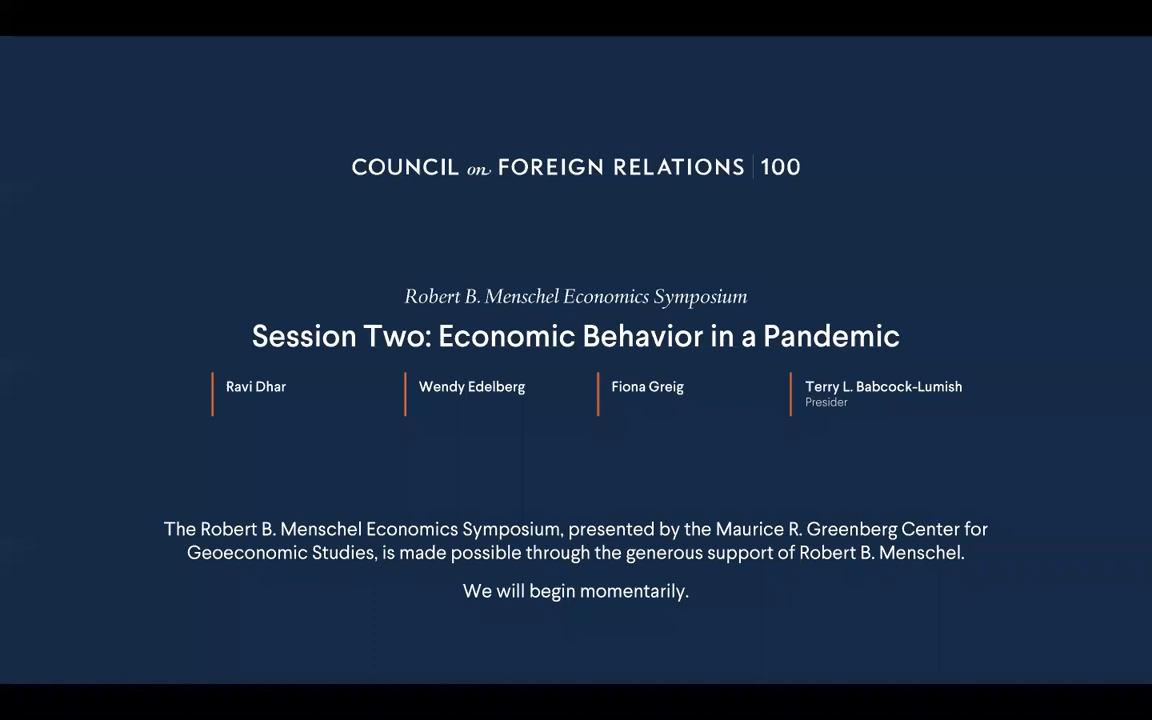 COUNCIL on FOREIGN RELATIONS | 100
Robert B. Menschel Economics Symposium
Session Two: Economic Behavior in a Pandemic
Ravi Dhar
Wendy Edelberg
Fiona Greig
Terry L. Babcock-Lumish
Presider
The Robert B. Menschel Economics Symposium, presented by the Maurice R. Greenberg Center for
Geoeconomic Studies, is made possible through the generous support of Robert B. Menschel.
We will begin momentarily.